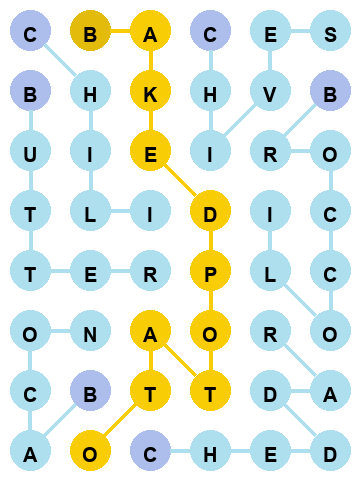 C B A C E S
B H K H V B
U I E I R O
T L I D I C
T E R P L C
O N A O R O
C B T T D A
A O C H E D